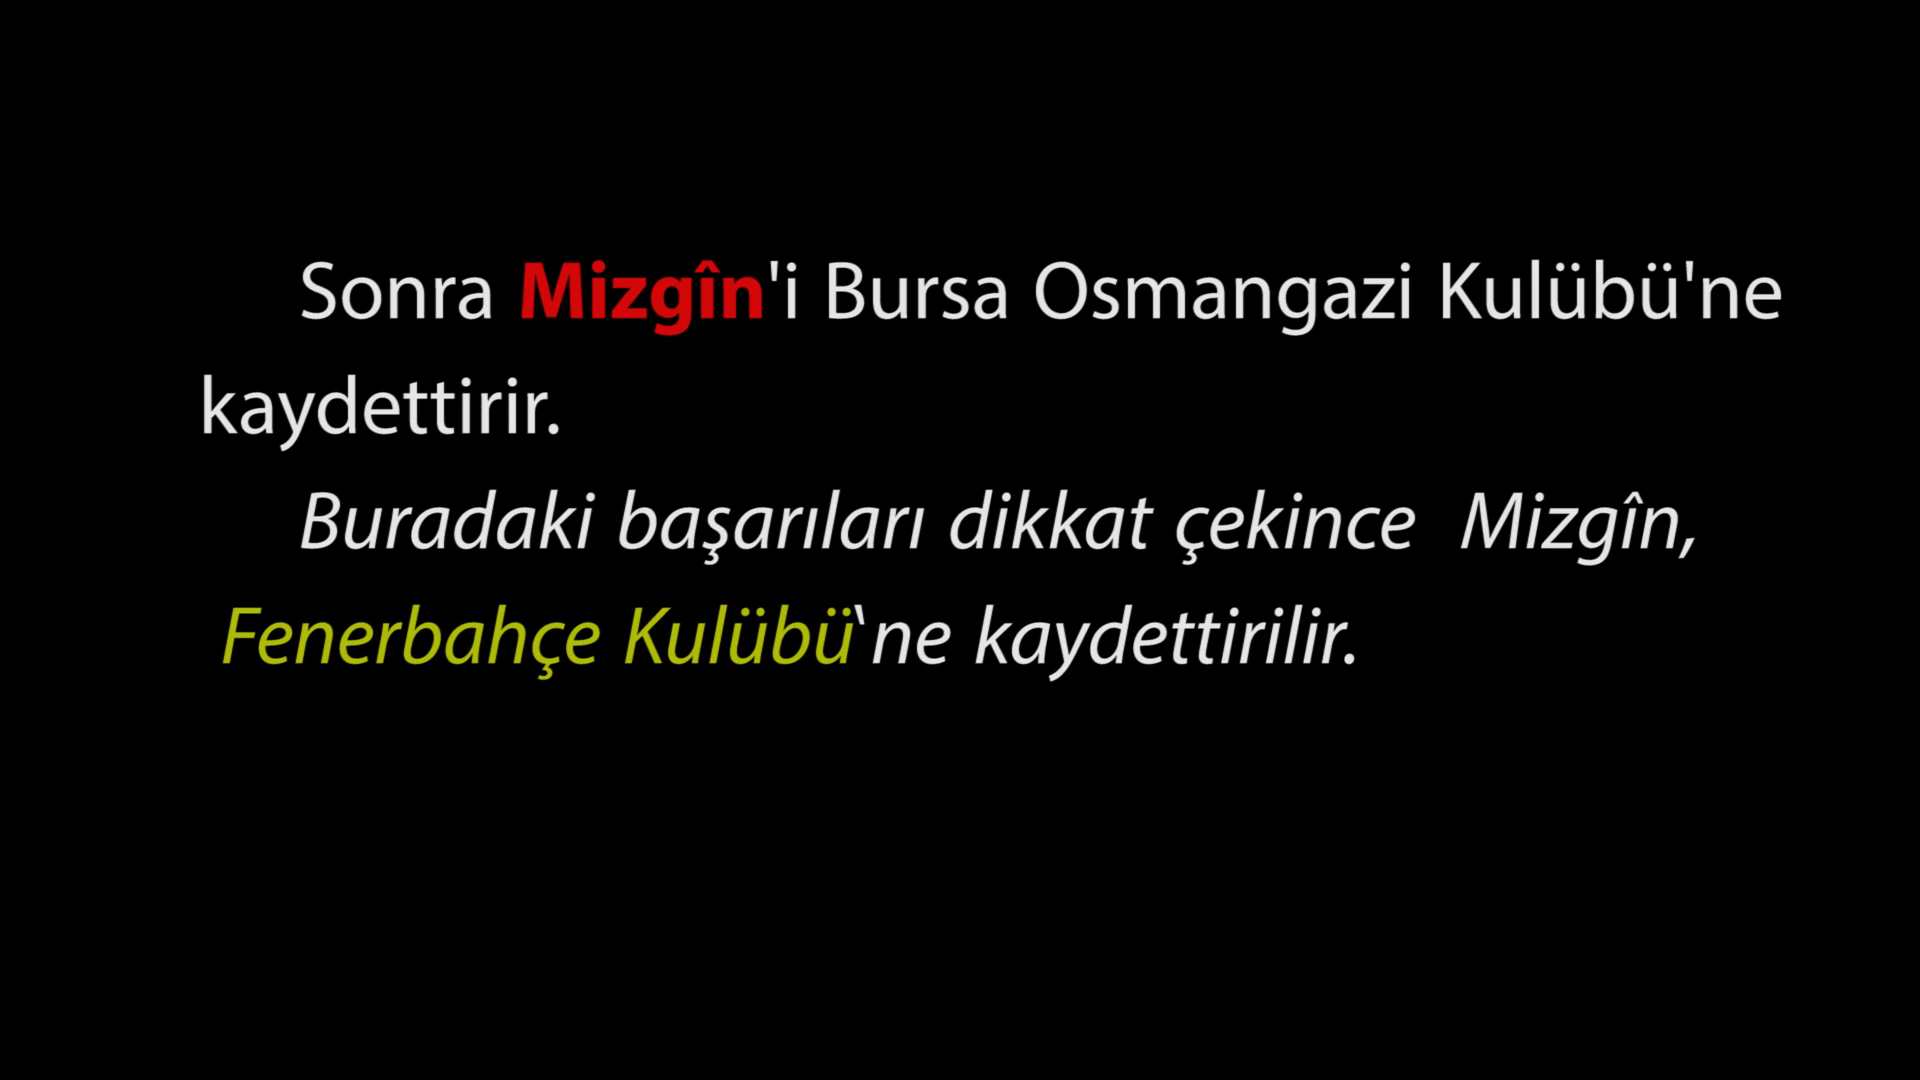 Sonra Mizgîn'i Bursa Osmangazi Kulübü'ne
kaydettirir.
Buradaki başarıları dikkat çekince  Mizgîn,
Fenerbahçe Kulübü‵ne kaydettirilir.